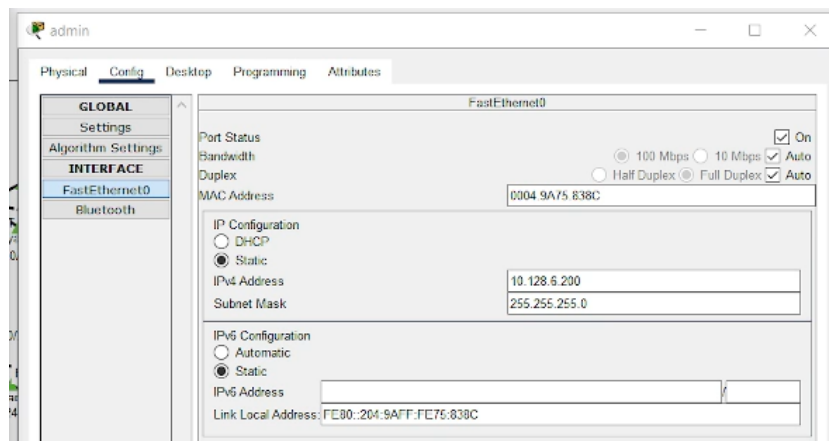 admin
Physical Config Desktop Programming Attributes
GLOBAL
Settings
Algorithm Settings
INTERFACE
FastEthernet0
Bluetooth
FastEthernet0
Port Status On
Bandwidth 100 Mbps 10 Mbps Auto
Duplex Half Duplex Full Duplex Auto
MAC Address 0004.9A75.838C
IP Configuration
DHCP
Static
IPv4 Address 10.128.6.200
Subnet Mask 255.255.255.0
IPv6 Configuration
Automatic
Static
IPv6 Address /
Link Local Address: FE80::204:9AFF:FE75:838C